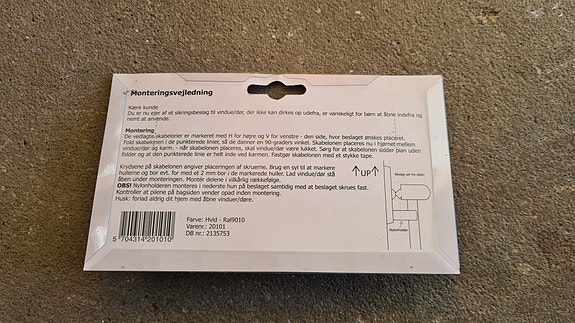 Monteringsvejledning
Kære kunde
Du er nu ejer af et sikringsbeslag til vindue/dør, der ikke kan dirkes op udefra, er vanskeligt for børn at åbne indefra og
nemt at anvende.
Montering
De vedlagte skabeloner er markeret med H for højre og V for venstre - den side, hvor beslaget ønskes placeret.
Fold skabelonen i de punkterede linier, så de danner en 90-graders vinkel. Skabelonen placeres nu i hjørnet mellem
vindue/dør og karm. - når skabelonen placeres, skal vindue/dør være lukket. Sørg for at skabelonen sidder plan uden
folder og at den punkterede linie er helt inde ved karmen. Fastgør skabelonen med et stykke tape.
Krydsene på skabelonen angiver placeringen af skruerne. Brug en syl til at markere
hullerne og bor evt. for med et 2 mm bor i de markerede huller. Lad vindue/dør stå
åben under monteringen. Montér delene i vilkårlig rækkefølge.
OBS! Nylonholderen monteres i nederste hun på beslaget samtidig med at beslaget skrues fast.
Kontroller at pilene på bagsiden vender opad inden montering.
Husk: forlad aldrig dit hjem med åbne vinduer/døre.
↑UP↑
Beslag set fra siden
Nylonholder
Farve: Hvid - Ral9010
Varenr.: 20101
DB nr.: 2135753
5 704314 201010